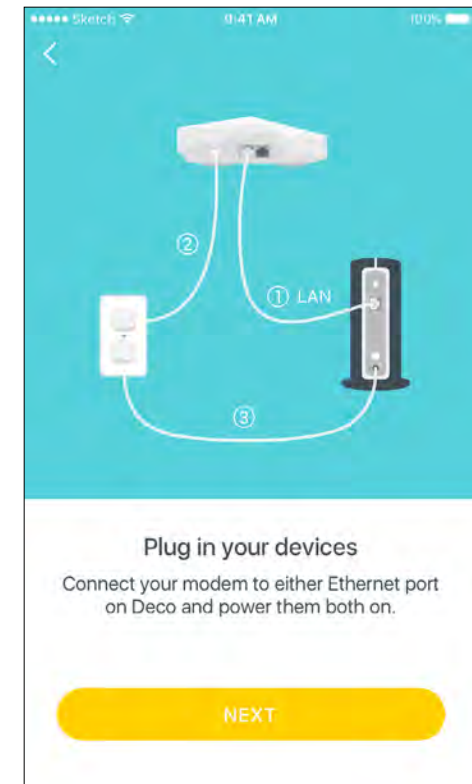 Sketch 9:41 AM 100%
②
① LAN
③
Plug in your devices
Connect your modem to either Ethernet port
on Deco and power them both on.
NEXT